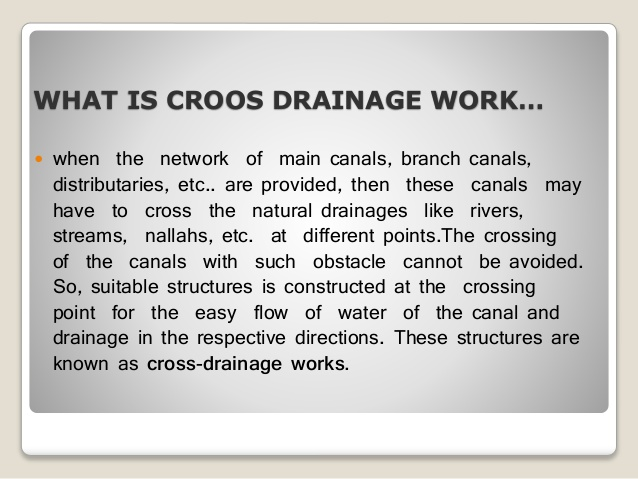 WHAT IS CROOS DRAINAGE WORK...
when the network of main canals, branch canals,
distributaries, etc.. are provided, then these canals may
have to cross the natural drainages like rivers,
streams, nallahs, etc. at different points.The crossing
of the canals with such obstacle cannot be avoided.
So, suitable structures is constructed at the crossing
point for the easy flow of water of the canal and
drainage in the respective directions. These structures are
known as cross-drainage works.